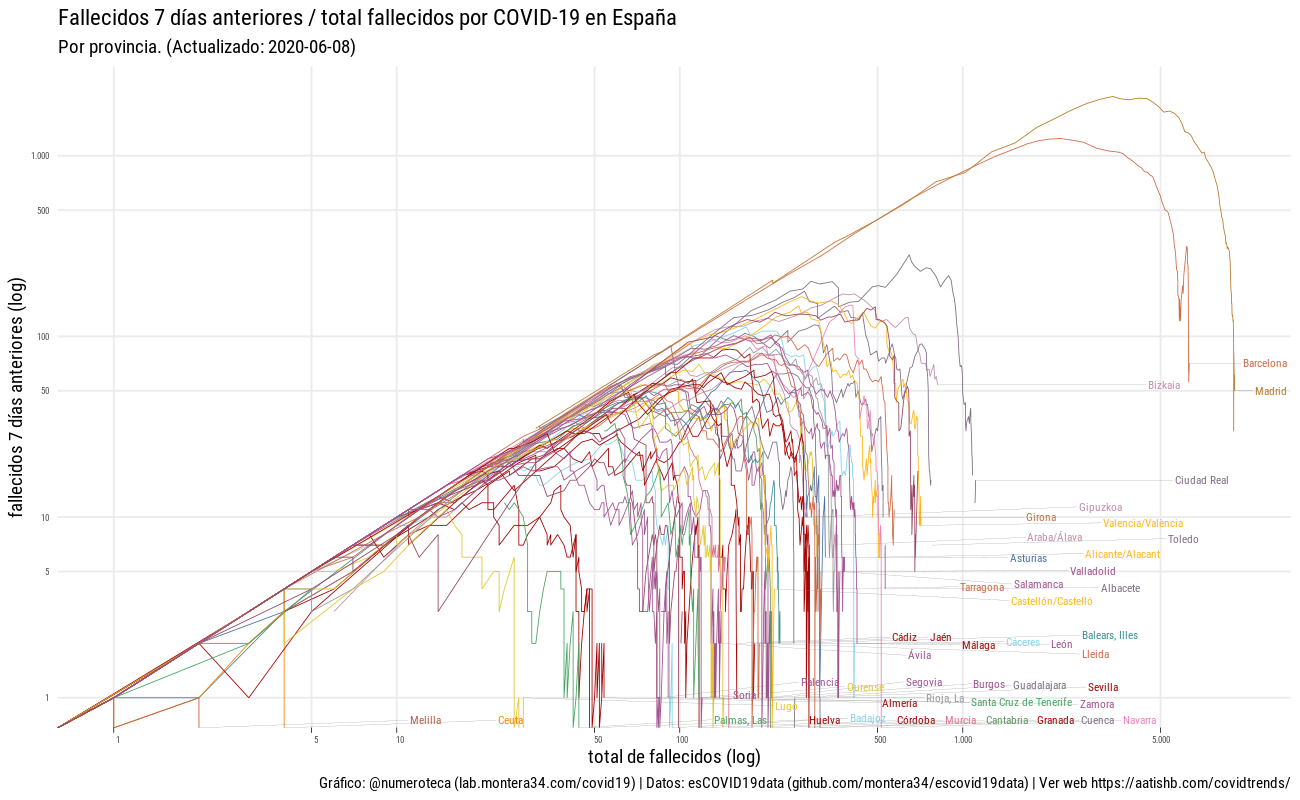 Fallecidos 7 días anteriores / total fallecidos por COVID-19 en España
Por provincia. (Actualizado: 2020-06-08)
fallecidos 7 días anteriores (log)
1.000
500
100
50
10
5
1
Barcelona
Bizkaia
Madrid
Ciudad Real
Gipuzkoa
Girona
Valencia/València
Araba/Álava
Toledo
Asturias
Alicante/Alacant
Valladolid
Tarragona
Salamanca
Albacete
Castellón/Castelló
Cádiz
Jaén
Málaga
Cáceres
León
Balears, Illes
Ávila
Lleida
Soria
Palencia
Ourense
Segovia
Burgos
Guadalajara
Sevilla
Lugo
Almería
Rioja, La
Santa Cruz de Tenerife
Zamora
Melilla
Ceuta
Palmas, Las
Huelva
Badajoz
Córdoba
Murcia
Cantabria
Granada
Cuenca
Navarra
1
5
10
50
100
500
1.000
5.000
total de fallecidos (log)
Gráfico: @numeroteca (lab.montera34.com/covid19) | Datos: esCOVID19data (github.com/montera34/escovid19data) | Ver web https://aatishb.com/covidtrends/